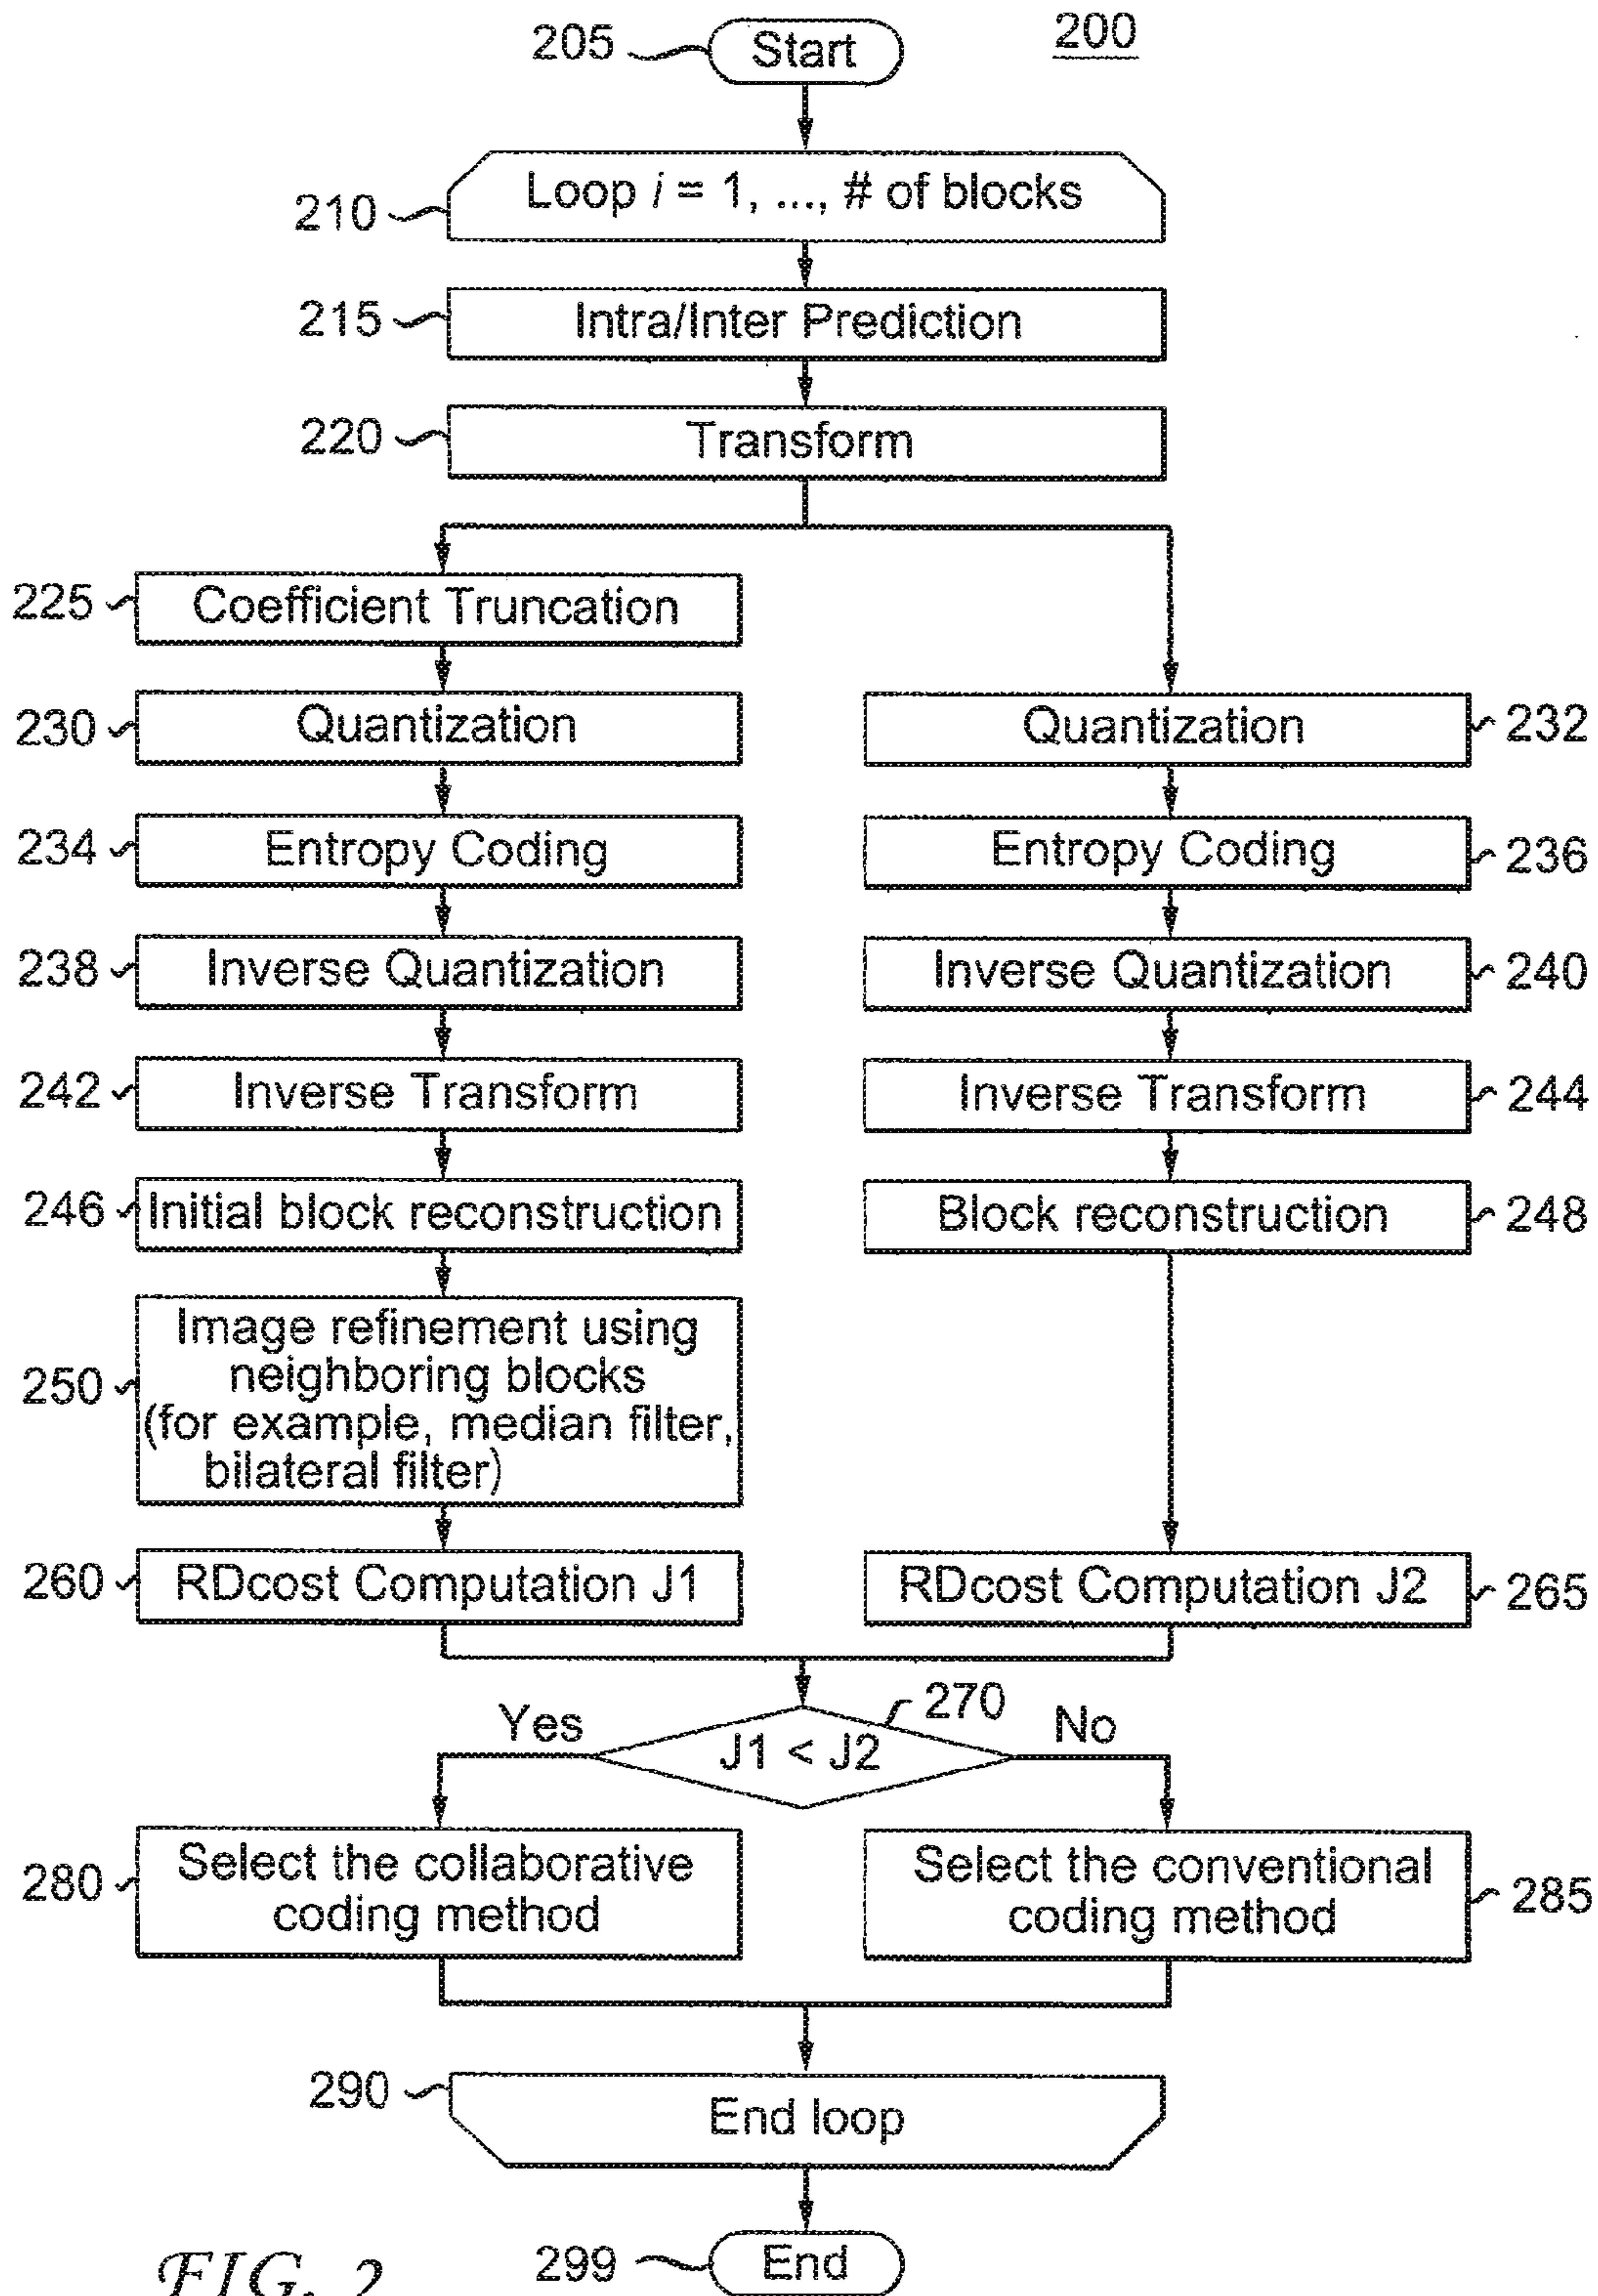 200
205 Start
210 Loop i = 1, ..., # of blocks
215 Intra/Inter Prediction
220 Transform
225 Coefficient Truncation
230 Quantization
Quantization 232
234 Entropy Coding
Entropy Coding 236
238 Inverse Quantization
Inverse Quantization 240
242 Inverse Transform
Inverse Transform 244
246 Initial block reconstruction
Block reconstruction 248
250
Image refinement using
neighboring blocks
(for example, median filter,
bilateral filter)
260 RDcost Computation J1
RDcost Computation J2 265
270
Yes
J1 < J2
No
280
Select the collaborative
coding method
Select the conventional
coding method
285
290 End loop
299 End
FIG. 2